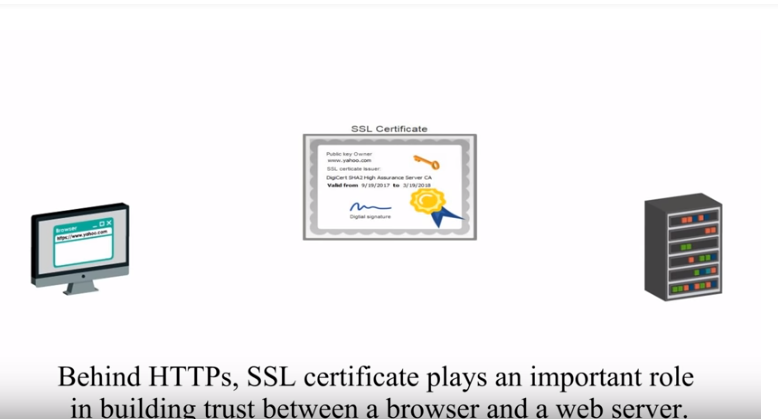 SSL Certificate
Public key Owner
www.yahoo.com
SSL certificate Issuer
DigiCert SHA2 High Assurance Server CA
Valid from 9/19/2017 to 3/19/2018
Digital signature
Browser
https://www.yahoo.com
Behind HTTPs, SSL certificate plays an important role
in building trust between a browser and a web server.